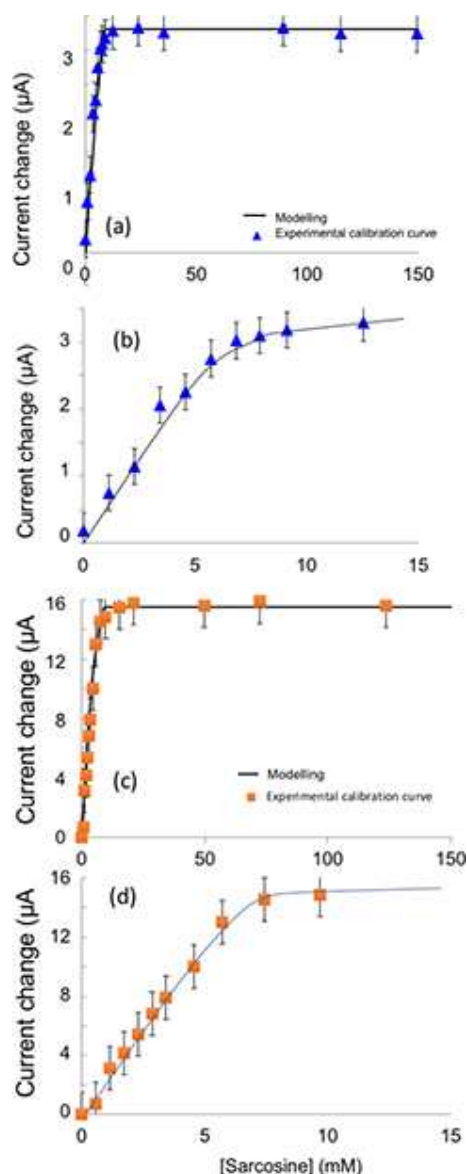 Current change (μA)
3
2
1
0
(a)
Modelling
Experimental calibration curve
0
50
100
150
Current change (μA)
3
2
1
0
(b)
0
5
10
15
Current change (μA
16
12
8
4
0
(c)
Modelling
Experimental calibration curve
0
50
100
150
Current change (μA
16
12
8
4
0
(d)
0
5
10
15
[Sarcosine] (mM)